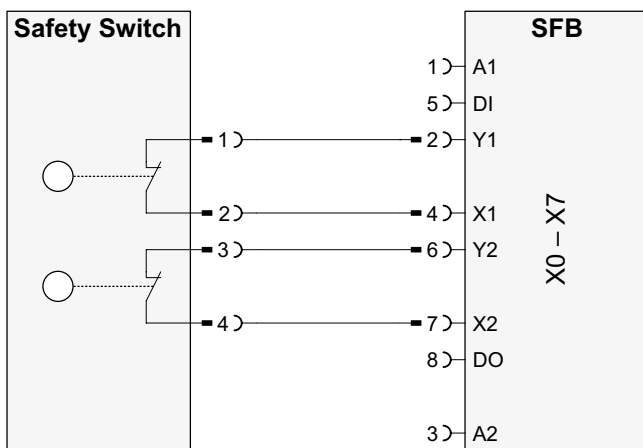 Safety Switch
SFB
1 A1
5 DI
1 2 Y1
2 4 X1
3 6 Y2
4 7 X2
8 DO
3 A2
X0 – X7